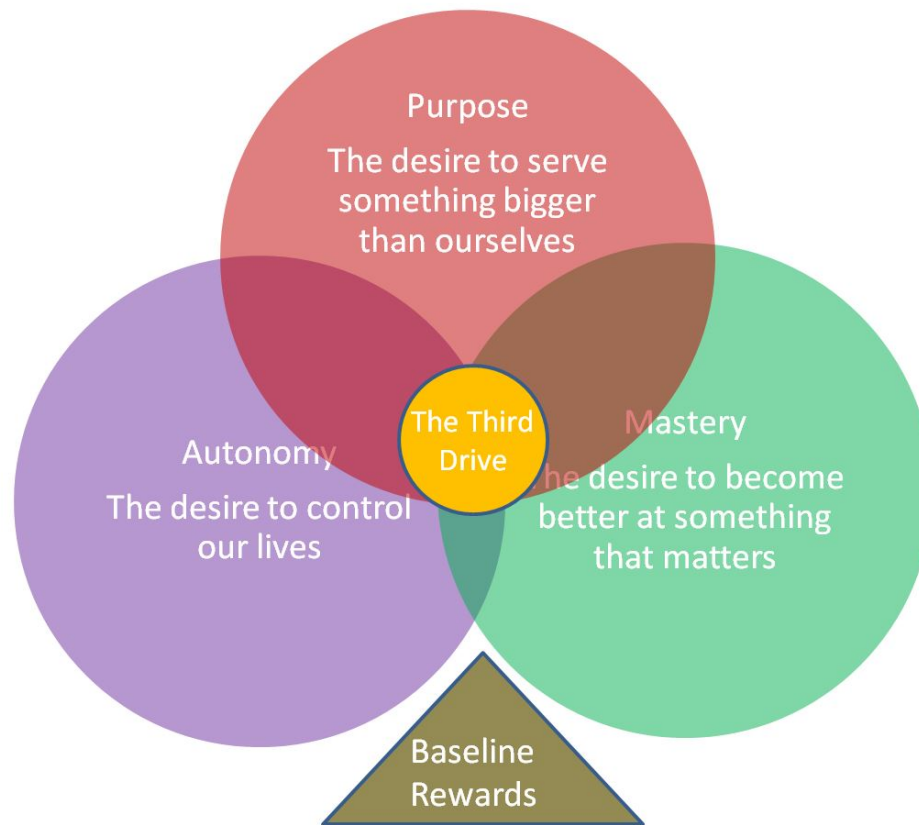 Purpose
The desire to serve
something bigger
than ourselves
The Third
Drive
Autonomy
The desire to control
our lives
Mastery
The desire to become
better at something
that matters
Baseline
Rewards